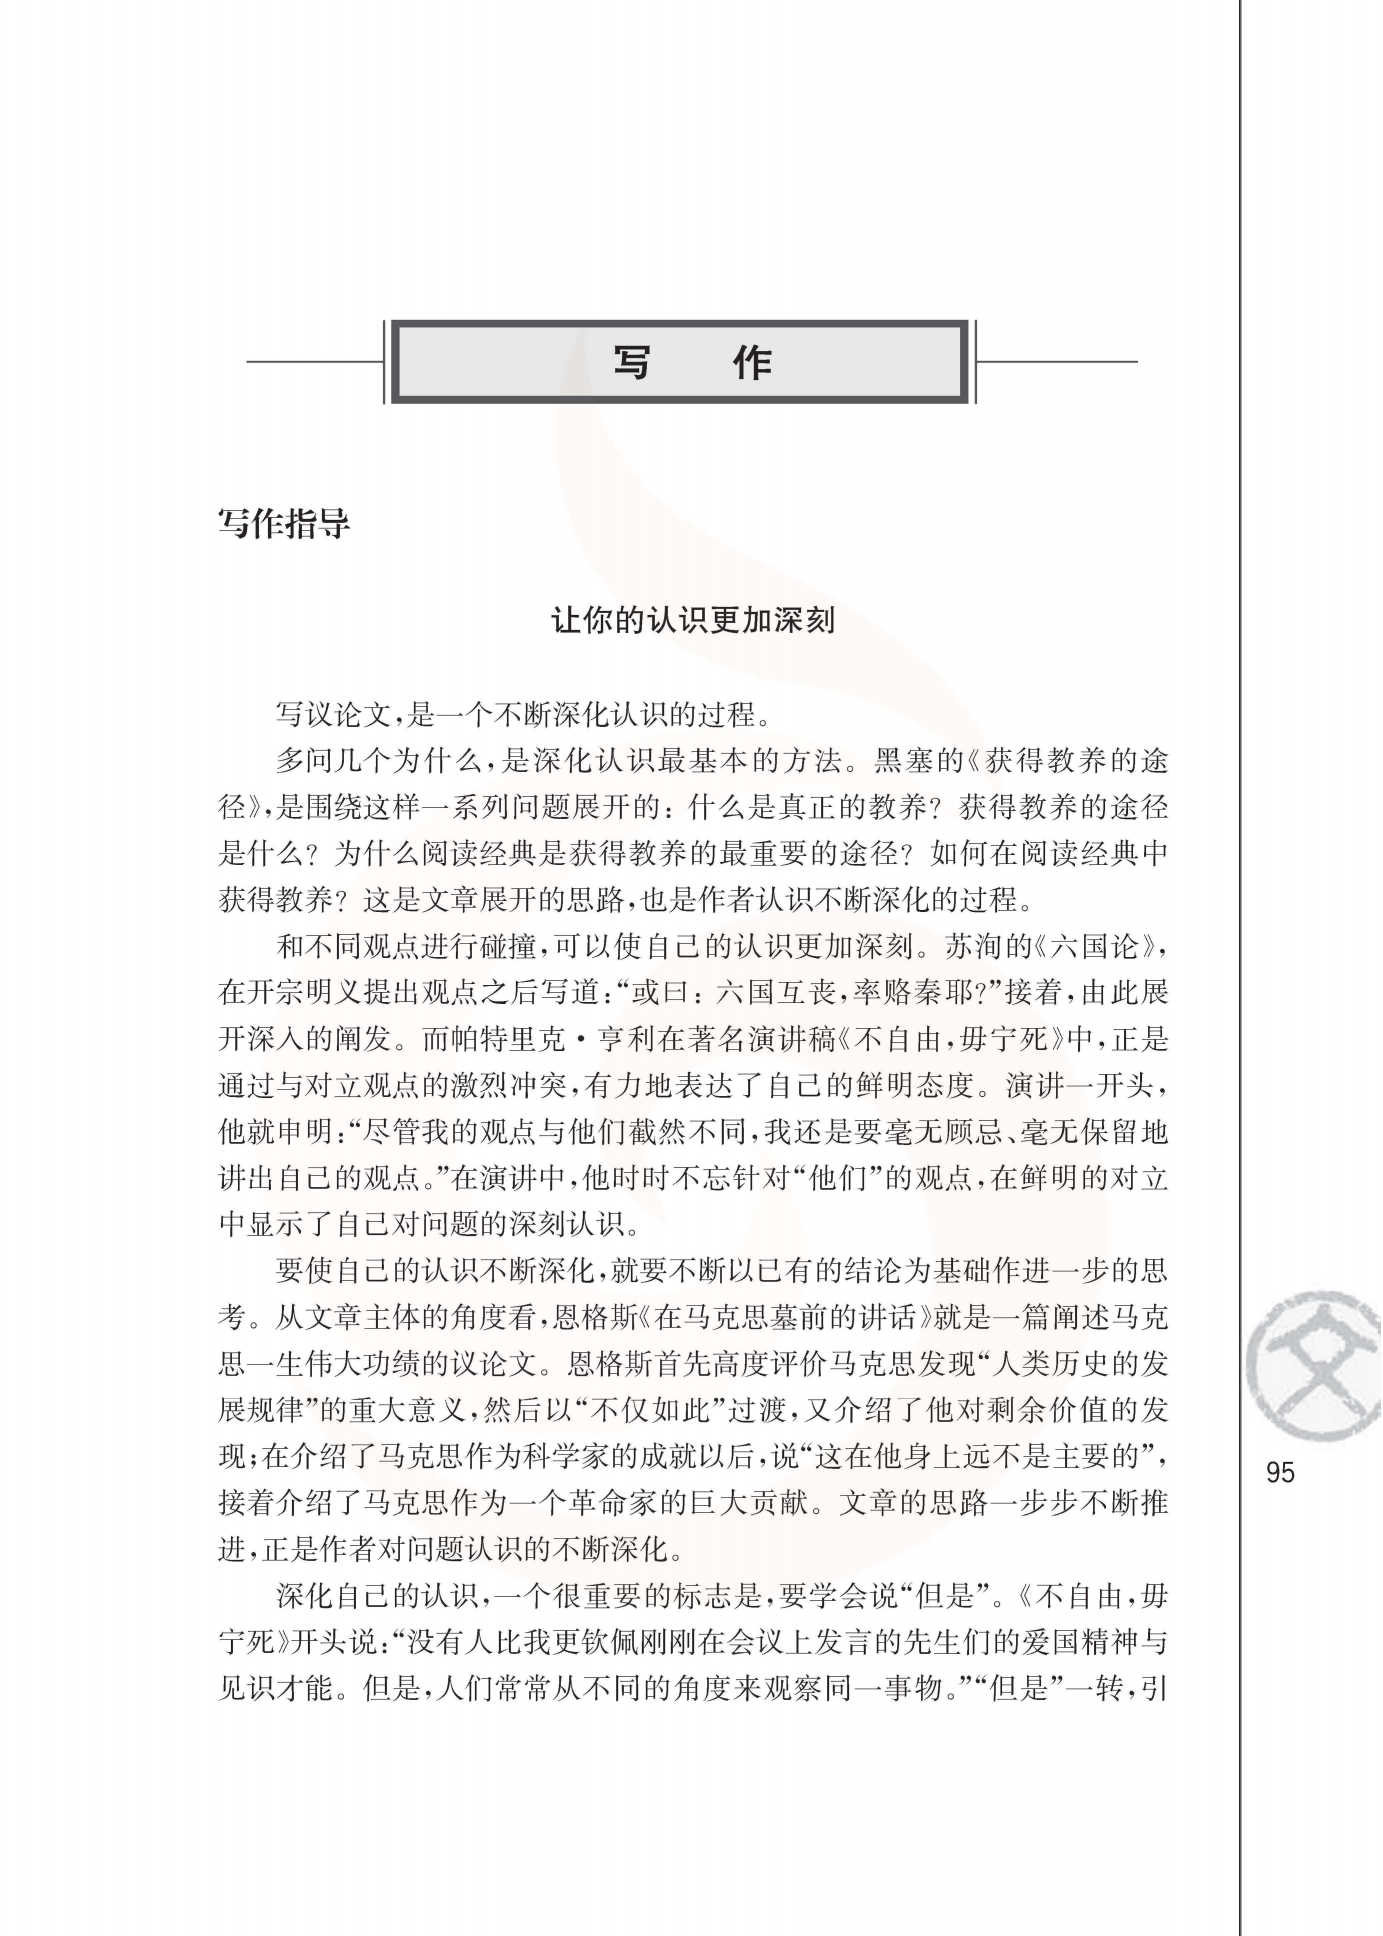 写 作
写作指导
让你的认识更加深刻
写议论文，是一个不断深化认识的过程。
多问几个为什么，是深化认识最基本的方法。黑塞的《获得教养的途
径》，是围绕这样一系列问题展开的：什么是真正的教养？获得教养的途径
是什么？为什么阅读经典是获得教养的最重要的途径？如何在阅读经典中
获得教养？这是文章展开的思路，也是作者认识不断深化的过程。
和不同观点进行碰撞，可以使自己的认识更加深刻。苏洵的《六国论》，
在开宗明义提出观点之后写道：“或曰：六国互丧，率赂秦耶？”接着，由此展
开深入的阐发。而帕特里克·亨利在著名演讲稿《不自由，毋宁死》中，正是
通过与对立观点的激烈冲突，有力地表达了自己的鲜明态度。演讲一开头，
他就申明：“尽管我的观点与他们截然不同，我还是要毫无顾忌、毫无保留地
讲出自己的观点。”在演讲中，他时时不忘针对“他们”的观点，在鲜明的对立
中显示了自己对问题的深刻认识。
要使自己的认识不断深化，就要不断以已有的结论为基础作进一步的思
考。从文章主体的角度看，恩格斯《在马克思墓前的讲话》就是一篇阐述马克
思一生伟大功绩的议论文。恩格斯首先高度评价马克思发现“人类历史的发
展规律”的重大意义，然后以“不仅如此”过渡，又介绍了他对剩余价值的发
现；在介绍了马克思作为科学家的成就以后，说“这在他身上远不是主要的”，
接着介绍了马克思作为一个革命家的巨大贡献。文章的思路一步步不断推
进，正是作者对问题认识的不断深化。
深化自己的认识，一个很重要的标志是，要学会说“但是”。《不自由，毋
宁死》开头说：“没有人比我更钦佩刚刚在会议上发言的先生们的爱国精神与
见识才能。但是，人们常常从不同的角度来观察同一事物。”“但是”一转，引
文
95